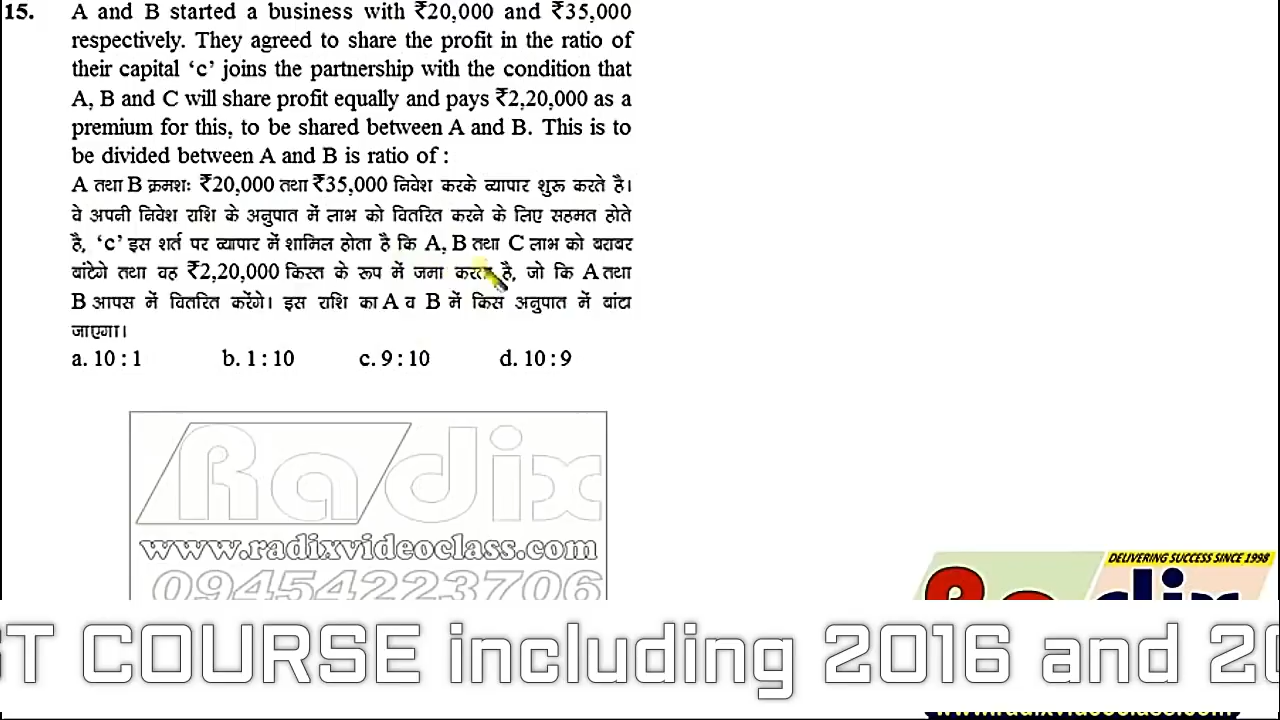 15. A and B started a business with ₹20,000 and ₹35,000
respectively. They agreed to share the profit in the ratio of
their capital ‘c’ joins the partnership with the condition that
A, B and C will share profit equally and pays ₹2,20,000 as a
premium for this, to be shared between A and B. This is to
be divided between A and B is ratio of :
A तथा B क्रमशः ₹20,000 तथा ₹35,000 निवेश करके व्यापार शुरू करते है।
वे अपनी निवेश राशि के अनुपात में लाभ को वितरित करने के लिए सहमत होते
है, ‘c’ इस शर्त पर व्यापार में शामिल होता है कि A, B तथा C लाभ को बराबर
बांटेगे तथा वह ₹2,20,000 किस्त के रूप में जमा करता है, जो कि A तथा
B आपस में वितरित करेंगे। इस राशि का A व B में किस अनुपात में बांटा
जाएगा।
a. 10 : 1 b. 1 : 10 c. 9 : 10 d. 10 : 9
Radix
www.radixvideoclass.com
09454223706
DELIVERING SUCCESS SINCE 1998
Radix
COURSE including 2016 and
www.radixvideoclass.com